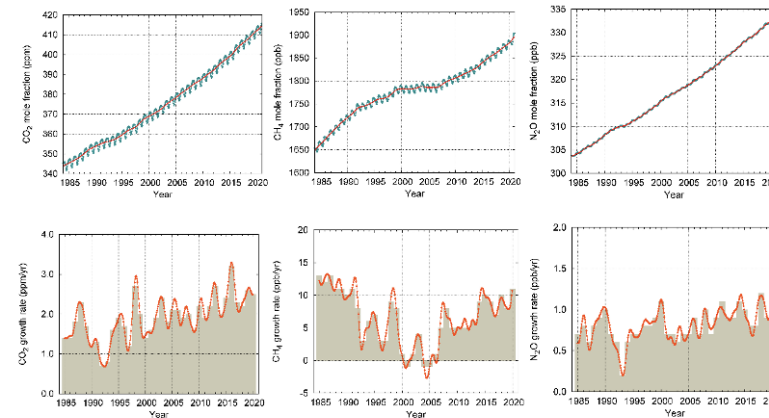 CO₂ mole fraction (ppm)
420
410
400
390
380
370
360
350
340
1985 1990 1995 2000 2005 2010 2015 2020
Year
CH₄ mole fraction (ppb)
1950
1900
1850
1800
1750
1700
1650
1600
1985 1990 1995 2000 2005 2010 2015 2020
Year
N₂O mole fraction (ppb)
335
330
325
320
315
310
305
300
1985 1990 1995 2000 2005 2010 2015
Year
CO₂ growth rate (ppm/yr)
4.0
3.0
2.0
1.0
0.0
1985 1990 1995 2000 2005 2010 2015 2020
Year
CH₄ growth rate (ppb/yr)
20
15
10
5
0
-5
1985 1990 1995 2000 2005 2010 2015 2020
Year
N₂O growth rate (ppb/yr)
2.0
1.5
1.0
0.5
0.0
1985 1990 1995 2000 2005 2010 2015
Year